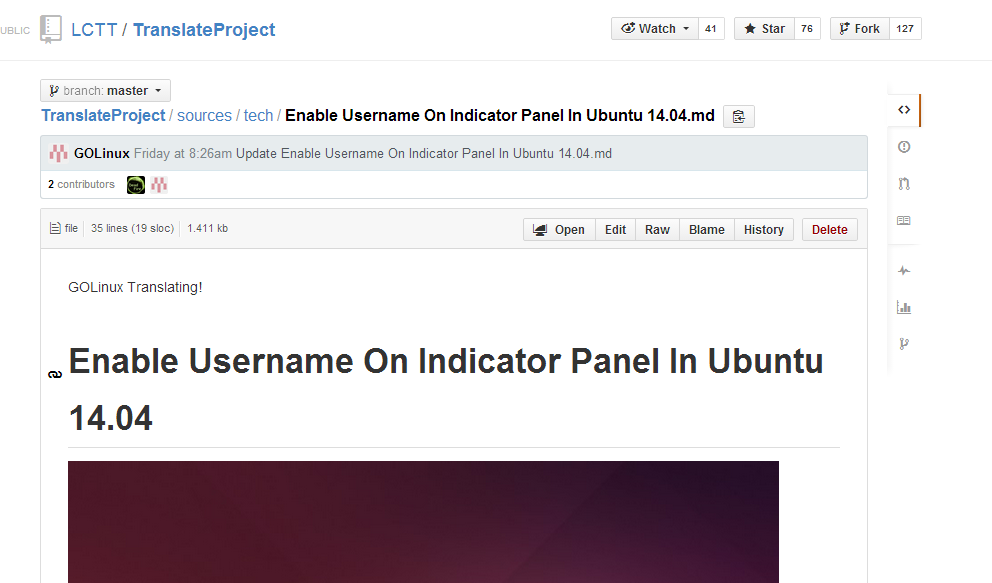 UBLIC LCTT / TranslateProject Watch 41 Star 76 Fork 127
branch: master
TranslateProject / sources / tech / Enable Username On Indicator Panel In Ubuntu 14.04.md
GOLinux Friday at 8:26am Update Enable Username On Indicator Panel In Ubuntu 14.04.md
2 contributors
file 35 lines (19 sloc) 1.411 kb Open Edit Raw Blame History Delete
GOLinux Translating!
Enable Username On Indicator Panel In Ubuntu
14.04